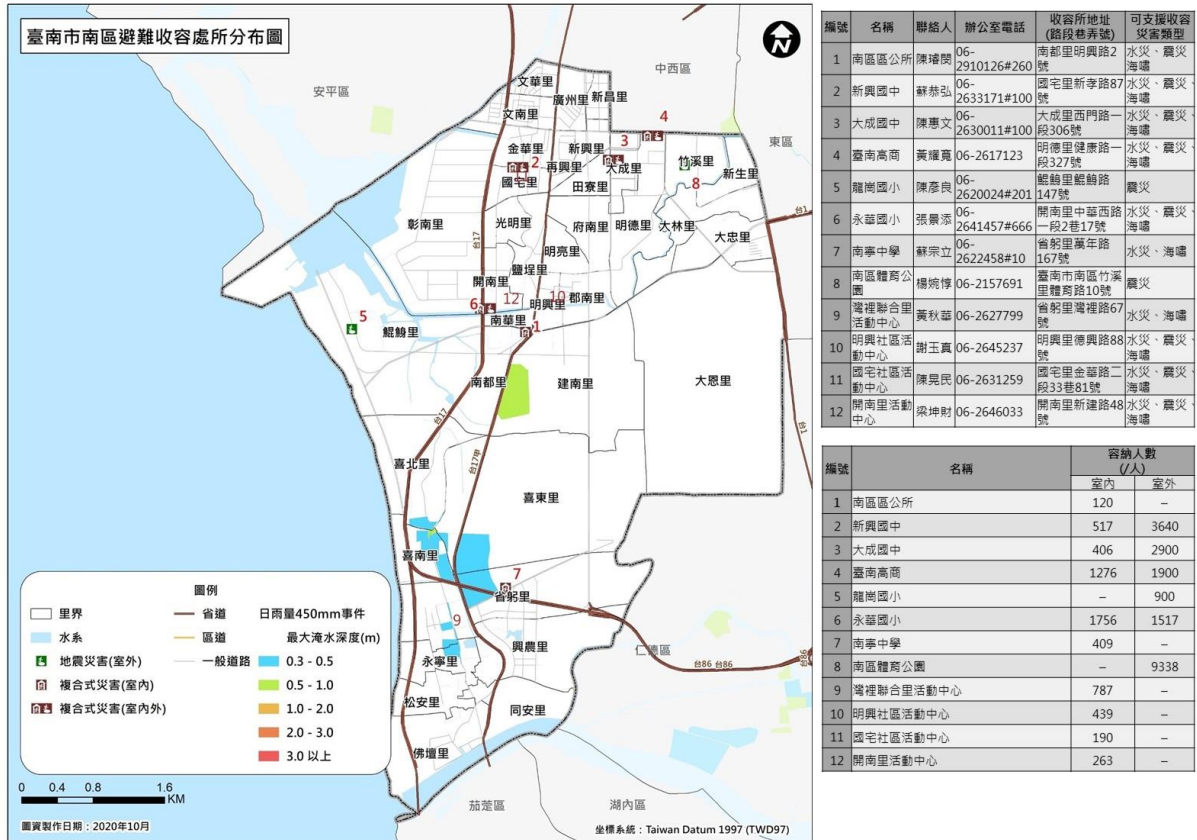 臺南市南區避難收容處所分布圖
N
安平區
中西區
東區
仁德區
茄萣區
湖內區
文華里
廣州里
新昌里
文南里
4
金華里
新興里
3
2
再興里
大成里
竹溪里
國宅里
11
田寮里
8
新生里
彰南里
光明里
府南里
明德里
大林里
大忠里
台17
明亮里
台1
鹽埕里
開南里
12
10
郡南里
6
明興里
5
南華里
1
鯤鯓里
南都里
建南里
大恩里
台17
台1
台17甲
喜北里
喜東里
喜南里
7
省躬里
9
興農里
永寧里
台86 台86
台86
松安里
同安里
佛壇里
圖例
里界
水系
地震災害(室外)
複合式災害(室內)
複合式災害(室內外)
省道
區道
一般道路
日雨量450mm事件
最大淹水深度(m)
0.3 - 0.5
0.5 - 1.0
1.0 - 2.0
2.0 - 3.0
3.0 以上
0 0.4 0.8 1.6
KM
圖資製作日期：2020年10月
坐標系統：Taiwan Datum 1997 (TWD97)
編號 名稱 聯絡人 辦公室電話 收容所地址(路段巷弄號) 可支援收容災害類型
1 南區區公所 陳璿閔 06-2910126#260 南都里明興路2號 水災、震災、海嘯
2 新興國中 蘇恭弘 06-2633171#100 國宅里新孝路87號 水災、震災、海嘯
3 大成國中 陳惠文 06-2630011#100 大成里西門路一段306號 水災、震災、海嘯
4 臺南高商 黃耀寬 06-2617123 明德里健康路一段327號 水災、震災、海嘯
5 龍崗國小 陳彥良 06-2620024#201 鯤鯓里鯤鯓路147號 震災
6 永華國小 張景添 06-2641457#666 開南里中華西路一段2巷17號 水災、震災、海嘯
7 南寧中學 蘇宗立 06-2622458#10 省躬里萬年路167號 水災、海嘯
8 南區體育公園 楊婉惇 06-2157691 臺南市南區竹溪里體育路10號 震災
9 灣裡聯合里活動中心 黃秋華 06-2627799 省躬里灣裡路67號 水災、海嘯
10 明興社區活動中心 謝玉真 06-2645237 明興里德興路88號 水災、震災、海嘯
11 國宅社區活動中心 陳晃民 06-2631259 國宅里金華路二段33巷81號 水災、震災、海嘯
12 開南里活動中心 梁坤財 06-2646033 開南里新建路48號 水災、震災、海嘯
編號 名稱 容納人數(/人)
室內 室外
1 南區區公所 120 –
2 新興國中 517 3640
3 大成國中 406 2900
4 臺南高商 1276 1900
5 龍崗國小 – 900
6 永華國小 1756 1517
7 南寧中學 409 –
8 南區體育公園 – 9338
9 灣裡聯合里活動中心 787 –
10 明興社區活動中心 439 –
11 國宅社區活動中心 190 –
12 開南里活動中心 263 –